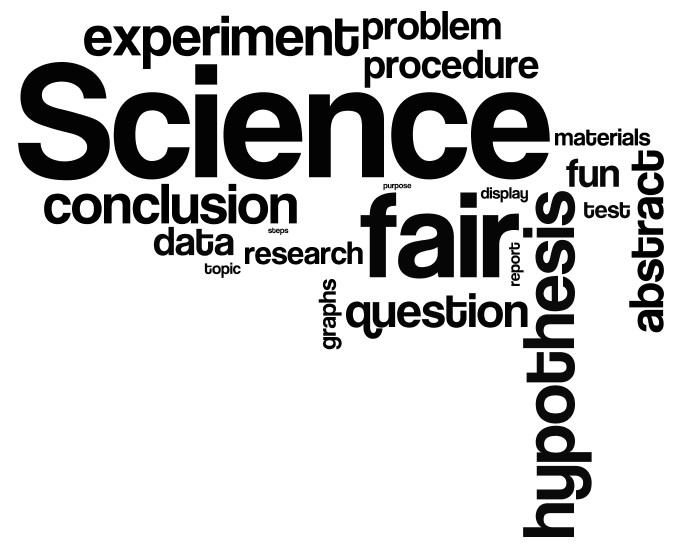 experiment
problem
procedure
Science
materials
fun
abstract
conclusion
purpose
display
test
fair
hypothesis
data
steps
research
topic
report
graphs
question